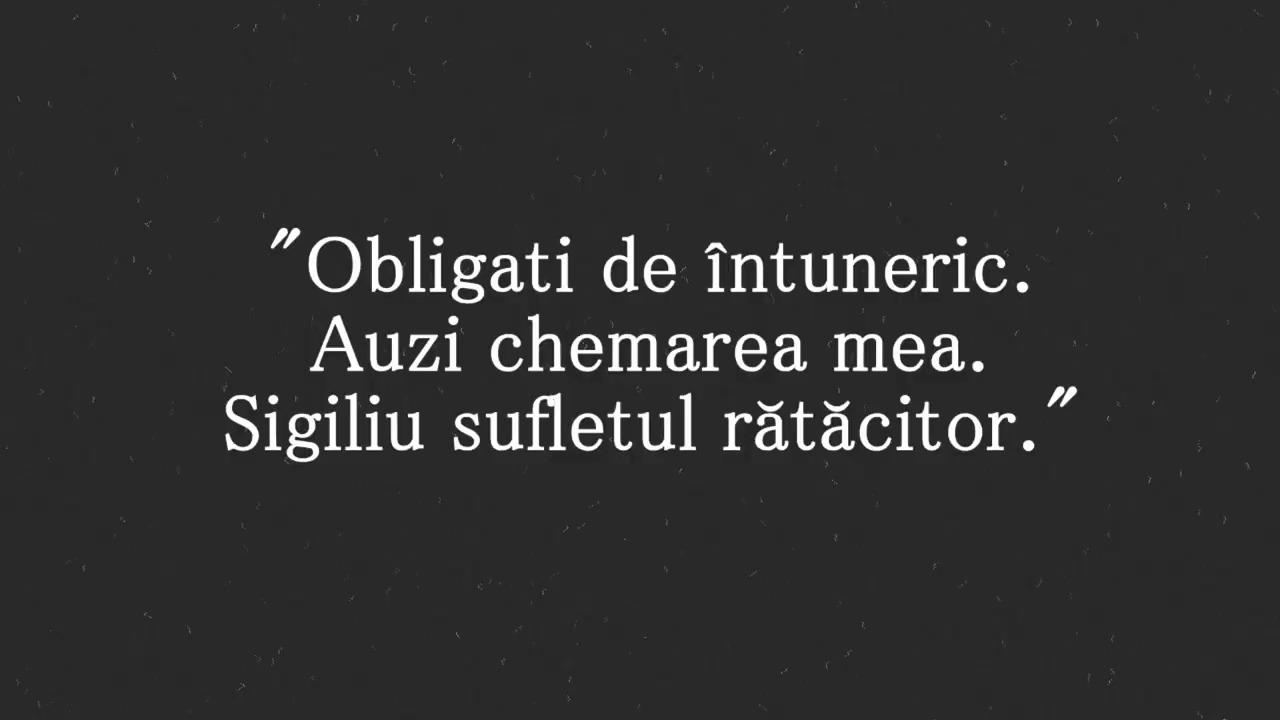 "Obligati de întuneric.
Auzi chemarea mea.
Sigiliu sufletul rătăcitor."